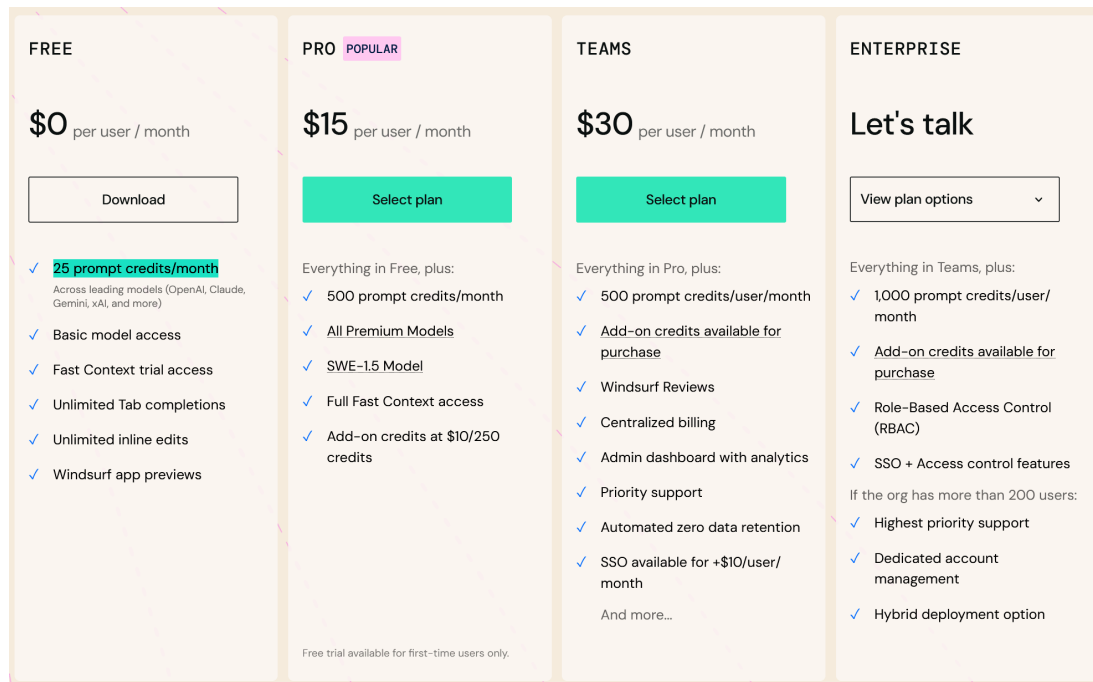 FREE
$0 per user / month
Download
25 prompt credits/month
Across leading models (OpenAI, Claude,
Gemini, xAI, and more)
Basic model access
Fast Context trial access
Unlimited Tab completions
Unlimited inline edits
Windsurf app previews
PRO POPULAR
$15 per user / month
Select plan
Everything in Free, plus:
500 prompt credits/month
All Premium Models
SWE-1.5 Model
Full Fast Context access
Add-on credits at $10/250
credits
Free trial available for first-time users only.
TEAMS
$30 per user / month
Select plan
Everything in Pro, plus:
500 prompt credits/user/month
Add-on credits available for
purchase
Windsurf Reviews
Centralized billing
Admin dashboard with analytics
Priority support
Automated zero data retention
SSO available for +$10/user/
month
And more...
ENTERPRISE
Let's talk
View plan options
Everything in Teams, plus:
1,000 prompt credits/user/
month
Add-on credits available for
purchase
Role-Based Access Control
(RBAC)
SSO + Access control features
If the org has more than 200 users:
Highest priority support
Dedicated account
management
Hybrid deployment option